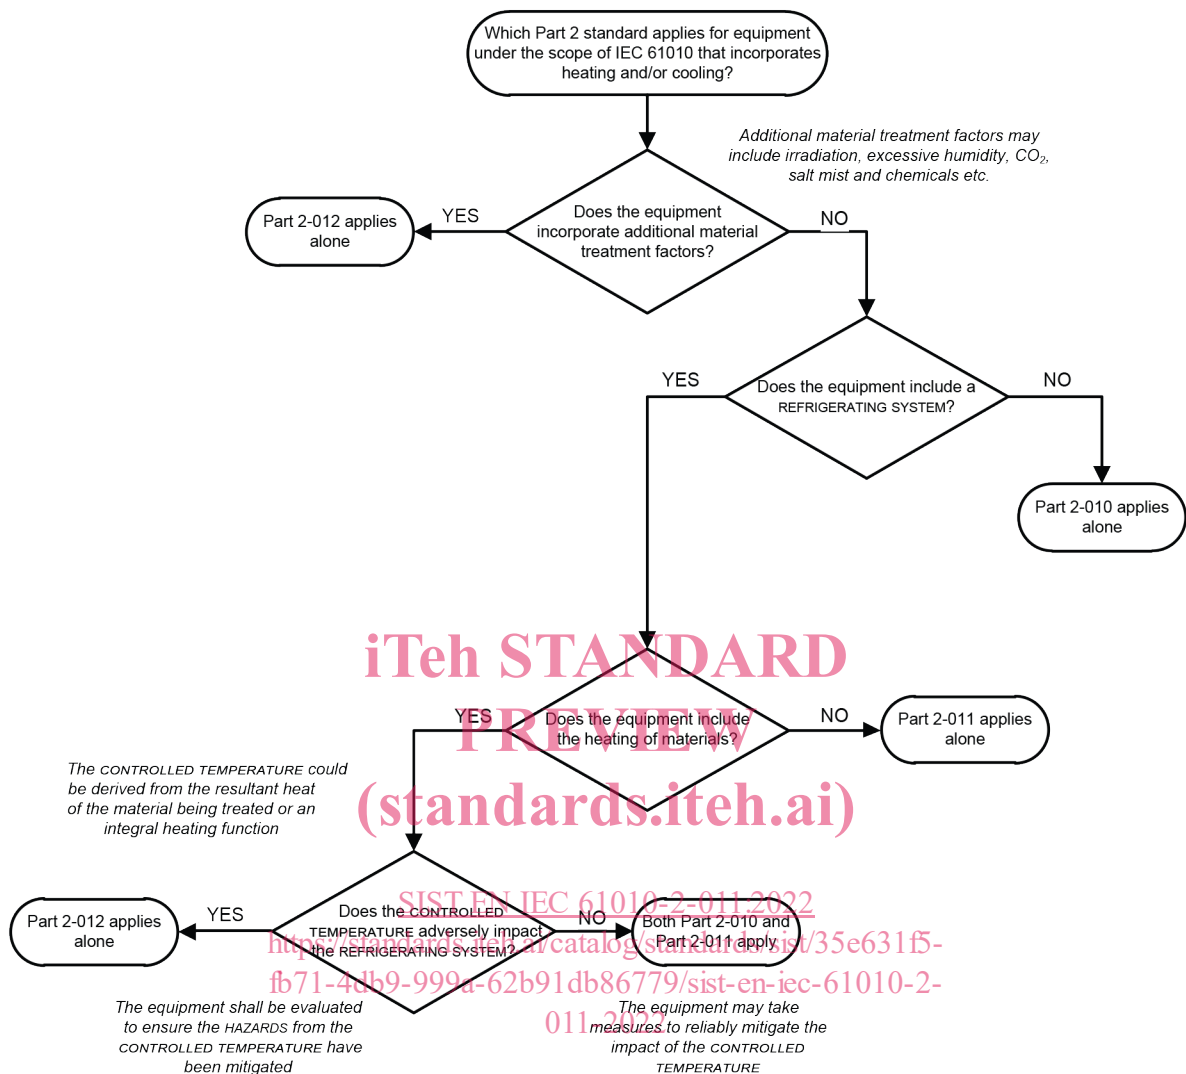 Which Part 2 standard applies for equipment
under the scope of IEC 61010 that incorporates
heating and/or cooling?
Additional material treatment factors may
include irradiation, excessive humidity, CO₂,
salt mist and chemicals etc.
Does the equipment
incorporate additional material
treatment factors?
YES
NO
Part 2-012 applies
alone
Does the equipment include a
REFRIGERATING SYSTEM?
YES
NO
Part 2-010 applies
alone
iTeh STANDARD
PREVIEW
(standards.iteh.ai)
Does the equipment include
the heating of materials?
YES
NO
Part 2-011 applies
alone
The CONTROLLED TEMPERATURE could
be derived from the resultant heat
of the material being treated or an
integral heating function
SIST EN IEC 61010-2-011:2022
https://standards.iteh.ai/catalog/standards/sist/35e631f5-
fb71-4db9-999a-62b91db86779/sist-en-iec-61010-2-
011-2022
Does the CONTROLLED
TEMPERATURE adversely impact
the REFRIGERATING SYSTEM?
YES
NO
Part 2-012 applies
alone
Both Part 2-010 and
Part 2-011 apply
The equipment shall be evaluated
to ensure the HAZARDS from the
CONTROLLED TEMPERATURE have
been mitigated
The equipment may take
measures to reliably mitigate the
impact of the CONTROLLED
TEMPERATURE